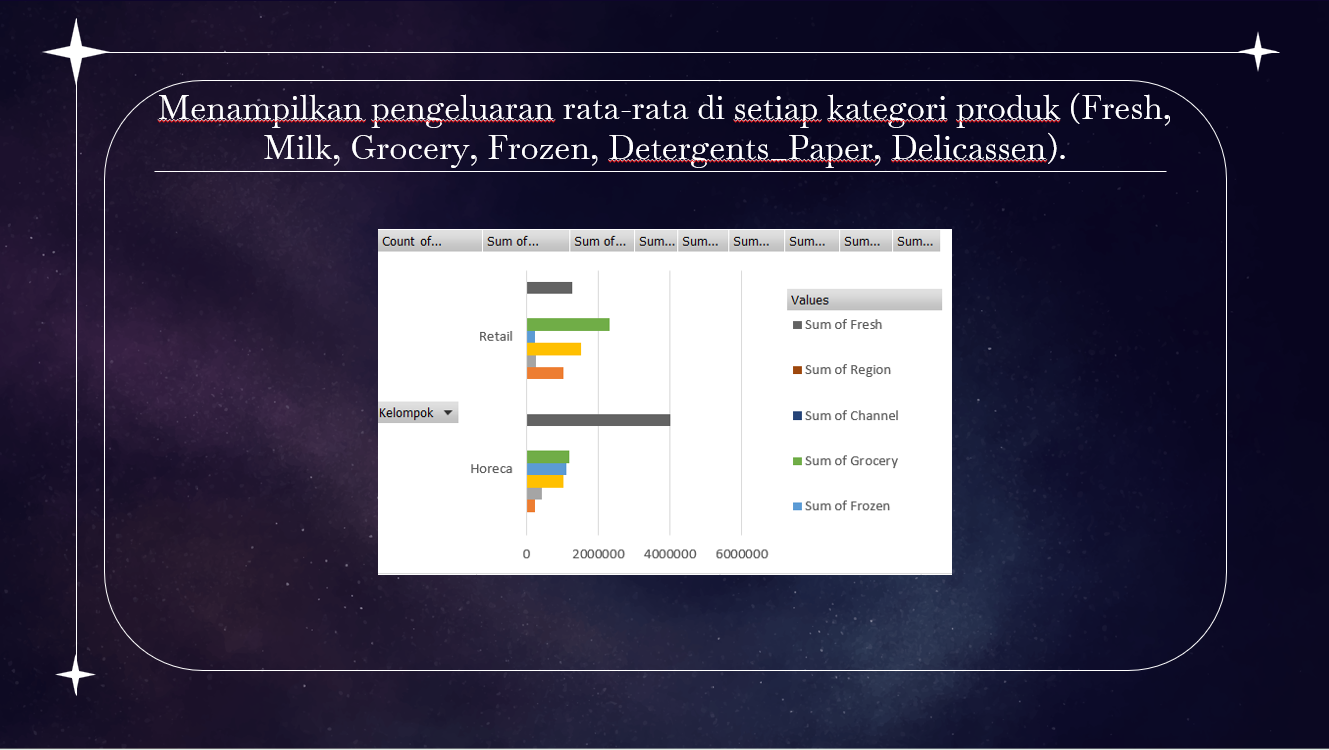 Menampilkan pengeluaran rata-rata di setiap kategori produk (Fresh,
Milk, Grocery, Frozen, Detergents_Paper, Delicassen).
Count of... Sum of... Sum of... Sum... Sum... Sum... Sum... Sum... Sum...
Values
Sum of Fresh
Retail
Sum of Region
Kelompok
Sum of Channel
Sum of Grocery
Horeca
Sum of Frozen
0 2000000 4000000 6000000